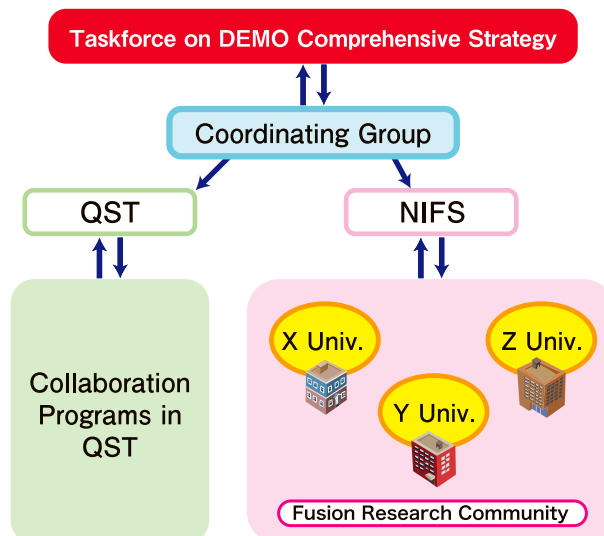 Taskforce on DEMO Comprehensive Strategy
Coordinating Group
QST
NIFS
Collaboration
Programs in
QST
X Univ.
Z Univ.
Y Univ.
Fusion Research Community